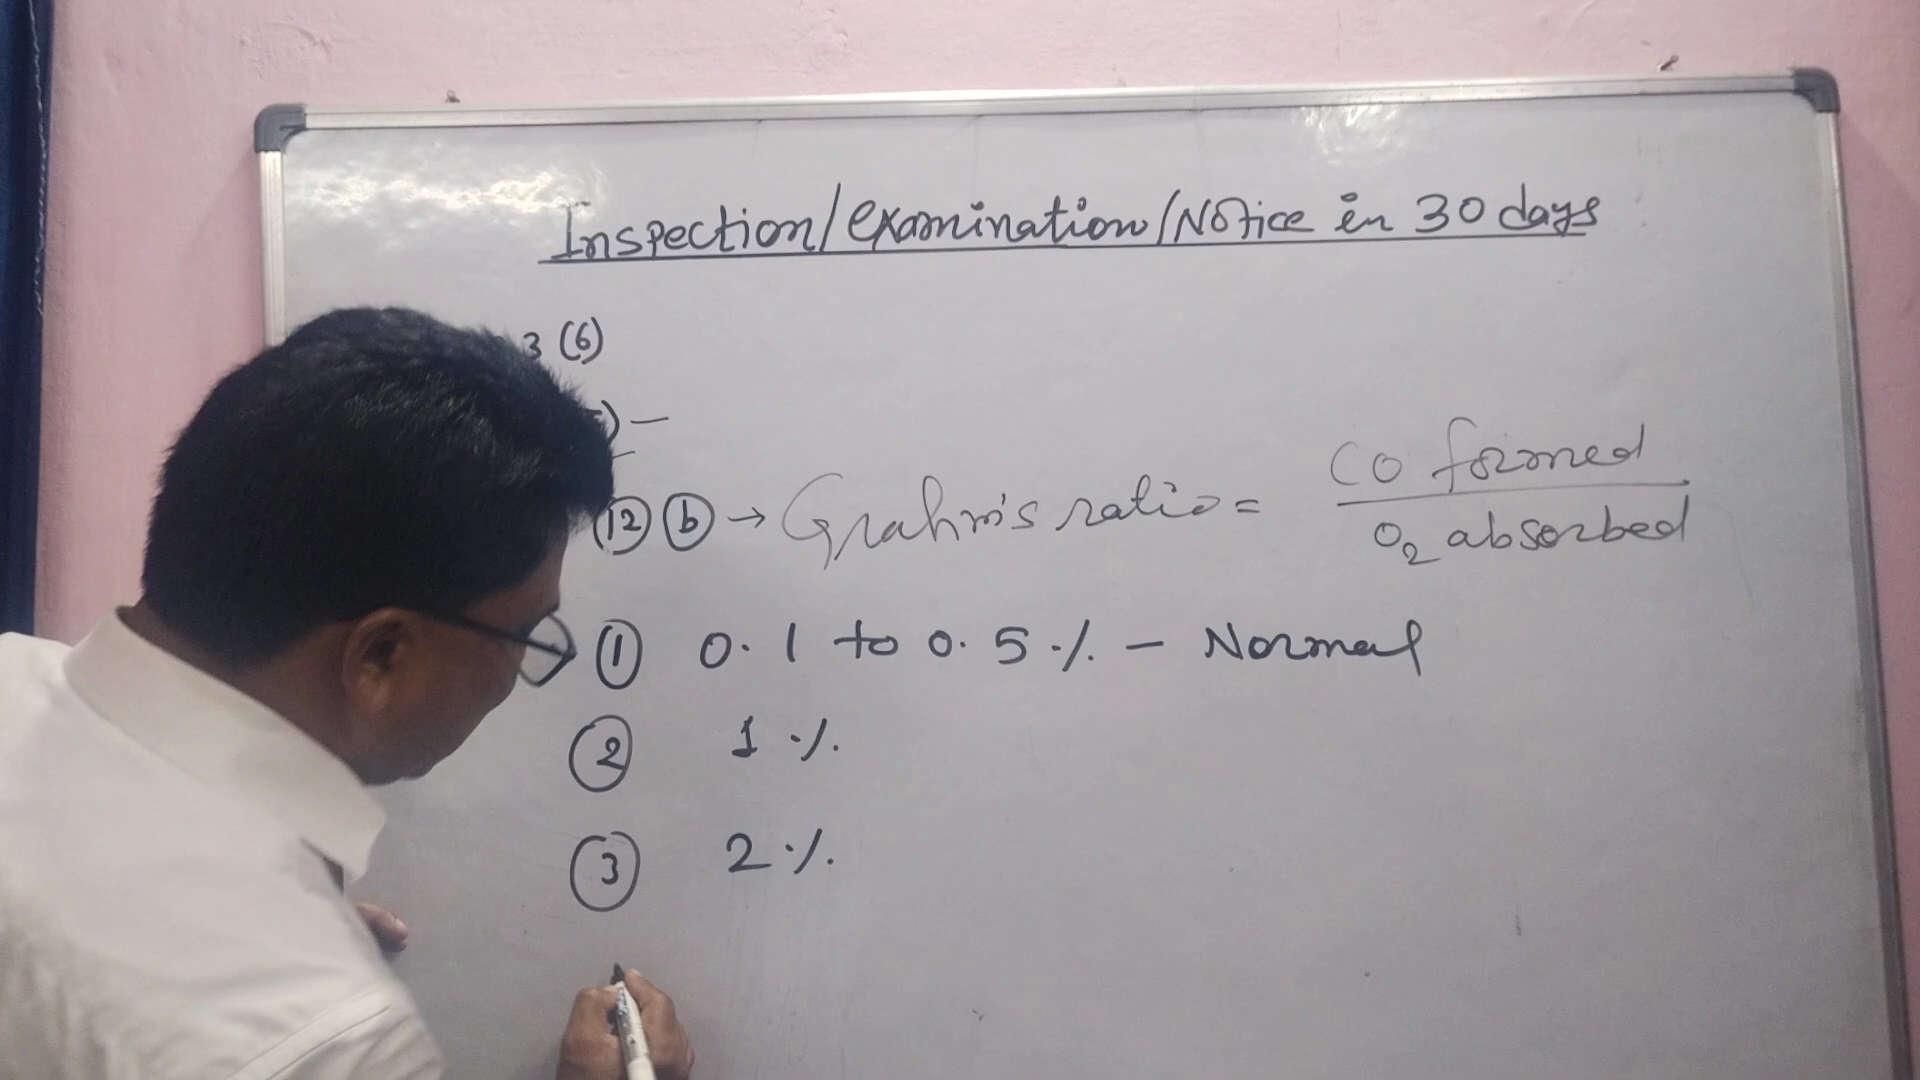 Inspection/Examination/Notice in 30 days
3 (6)
) —
(12) (b) → Grahm's ratio = CO formed / O2 absorbed
(1) 0.1 to 0.5 % — Normal
(2) 1 %
(3) 2 %